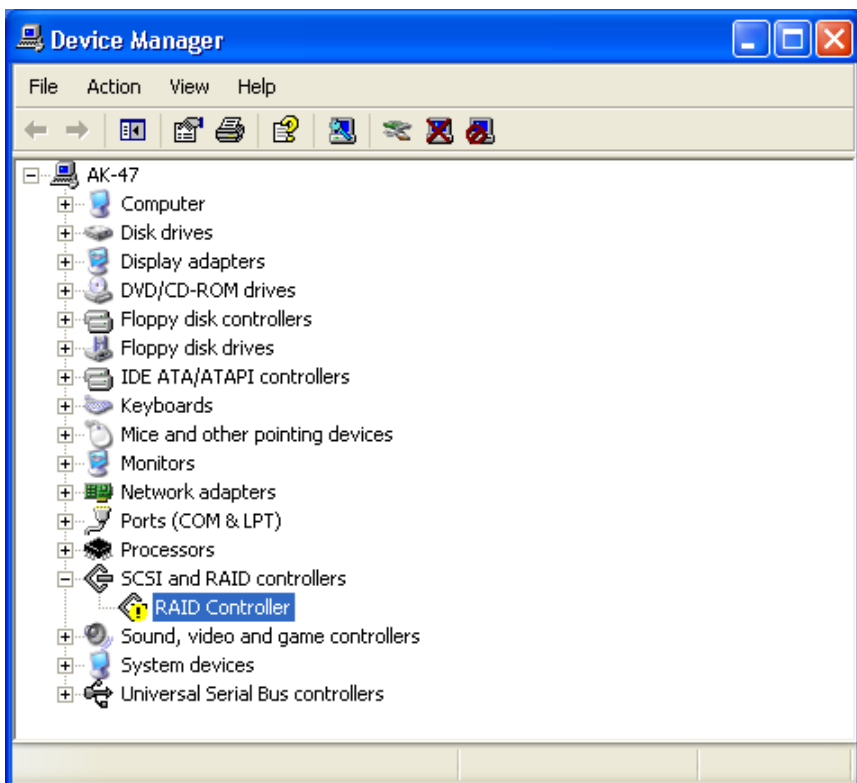 Device Manager
File Action View Help
AK-47
Computer
Disk drives
Display adapters
DVD/CD-ROM drives
Floppy disk controllers
Floppy disk drives
IDE ATA/ATAPI controllers
Keyboards
Mice and other pointing devices
Monitors
Network adapters
Ports (COM & LPT)
Processors
SCSI and RAID controllers
RAID Controller
Sound, video and game controllers
System devices
Universal Serial Bus controllers